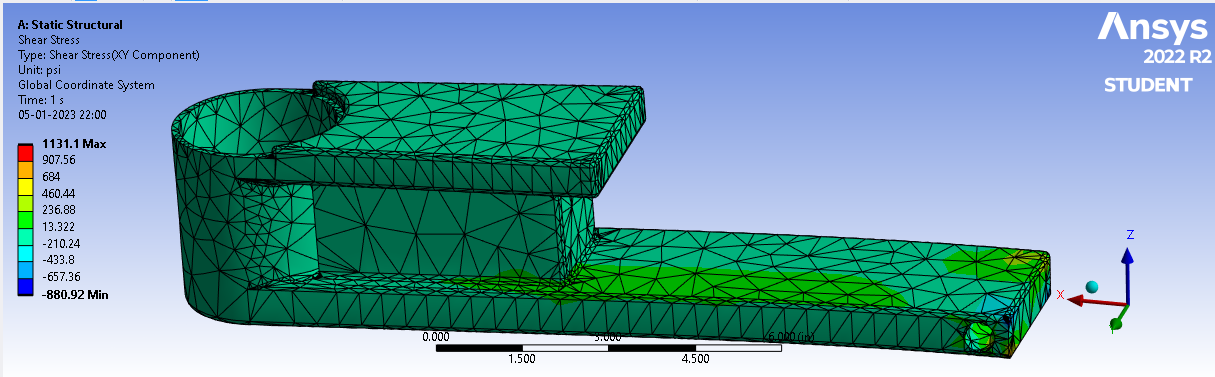 A: Static Structural
Shear Stress
Type: Shear Stress(XY Component)
Unit: psi
Global Coordinate System
Time: 1 s
05-01-2023 22:00
1131.1 Max
907.56
684
460.44
236.88
13.322
-210.24
-433.8
-657.36
-880.92 Min
Ansys
2022 R2
STUDENT
0.000 3.000 6.000 (in)
1.500 4.500
Z
X
Y